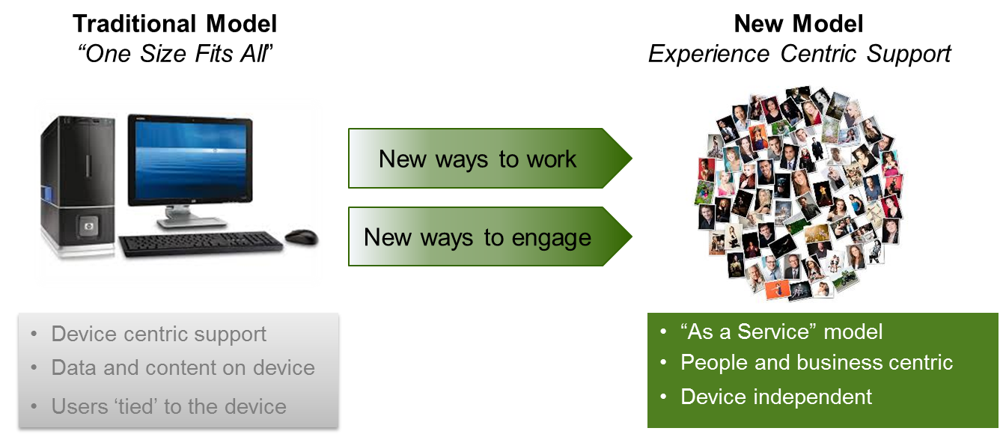 Traditional Model
“One Size Fits All”
New Model
Experience Centric Support
New ways to work
New ways to engage
• Device centric support
• Data and content on device
• Users ‘tied’ to the device
• “As a Service” model
• People and business centric
• Device independent